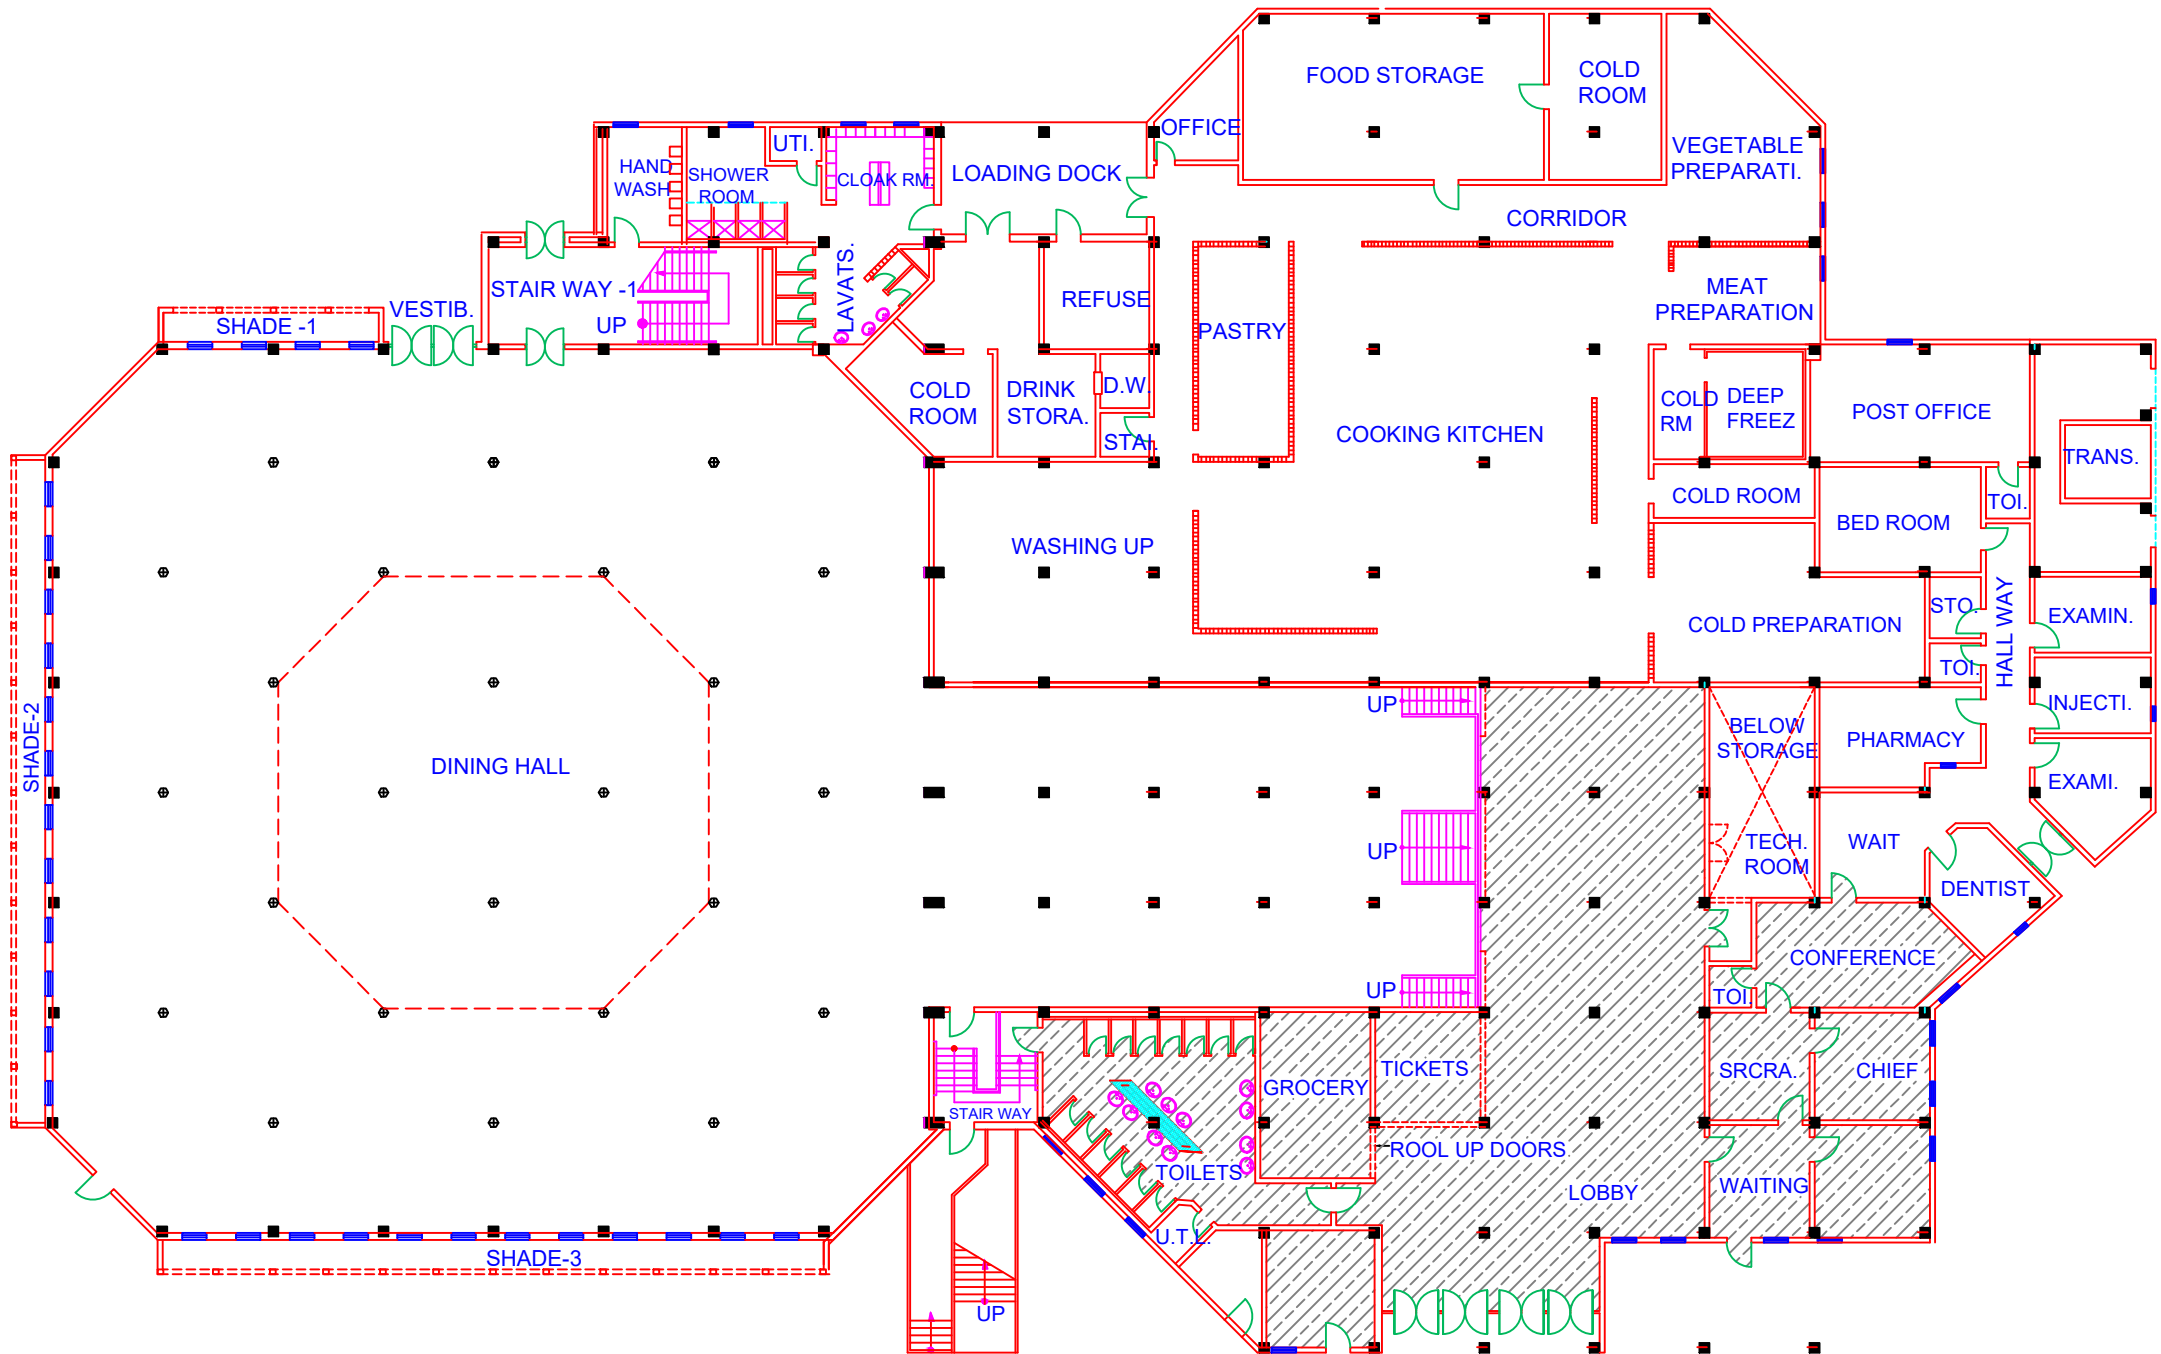 FOOD STORAGE
COLD
ROOM
OFFICE
VEGETABLE
PREPARATI.
UTI.
HAND
WASH
SHOWER
ROOM
CLOAK RM.
LOADING DOCK
CORRIDOR
STAIR WAY -1
UP
LAVATS.
REFUSE
PASTRY
MEAT
PREPARATION
VESTIB.
SHADE -1
COLD
ROOM
DRINK
STORA.
D.W.
STAI.
COOKING KITCHEN
COLD
RM
DEEP
FREEZ
POST OFFICE
TRANS.
COLD ROOM
BED ROOM
TOI.
WASHING UP
STO.
HALL WAY
EXAMIN.
COLD PREPARATION
TOI.
INJECTI.
UP
BELOW
STORAGE
PHARMACY
SHADE-2
DINING HALL
EXAMI.
UP
TECH.
ROOM
WAIT
DENTIST
CONFERENCE
UP
TOI.
TICKETS
GROCERY
SRCRA.
CHIEF
STAIR WAY
ROOL UP DOORS
TOILETS
LOBBY
WAITING
U.T.L.
SHADE-3
UP